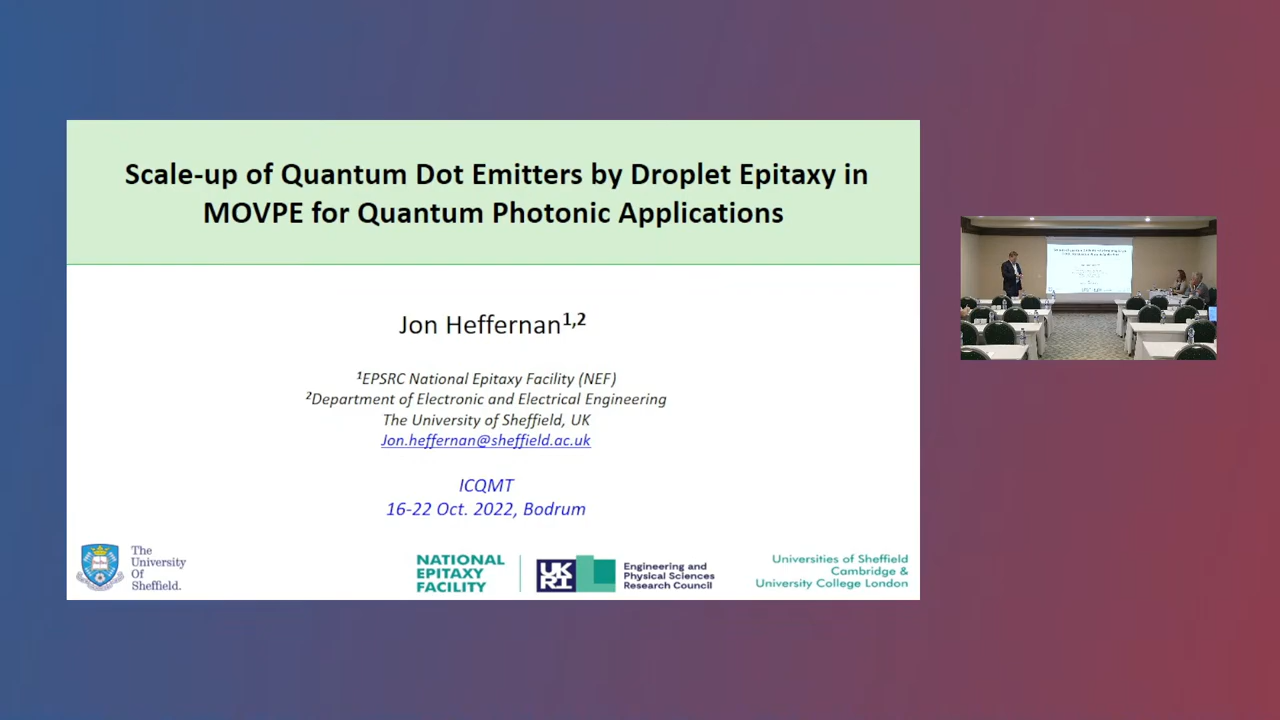 Scale-up of Quantum Dot Emitters by Droplet Epitaxy in
MOVPE for Quantum Photonic Applications
Jon Heffernan1,2
1EPSRC National Epitaxy Facility (NEF)
2Department of Electronic and Electrical Engineering
The University of Sheffield, UK
Jon.heffernan@sheffield.ac.uk
ICQMT
16-22 Oct. 2022, Bodrum
The
University
Of
Sheffield.
NATIONAL
EPITAXY
FACILITY
UK
RI
Engineering and
Physical Sciences
Research Council
Universities of Sheffield
Cambridge &
University College London